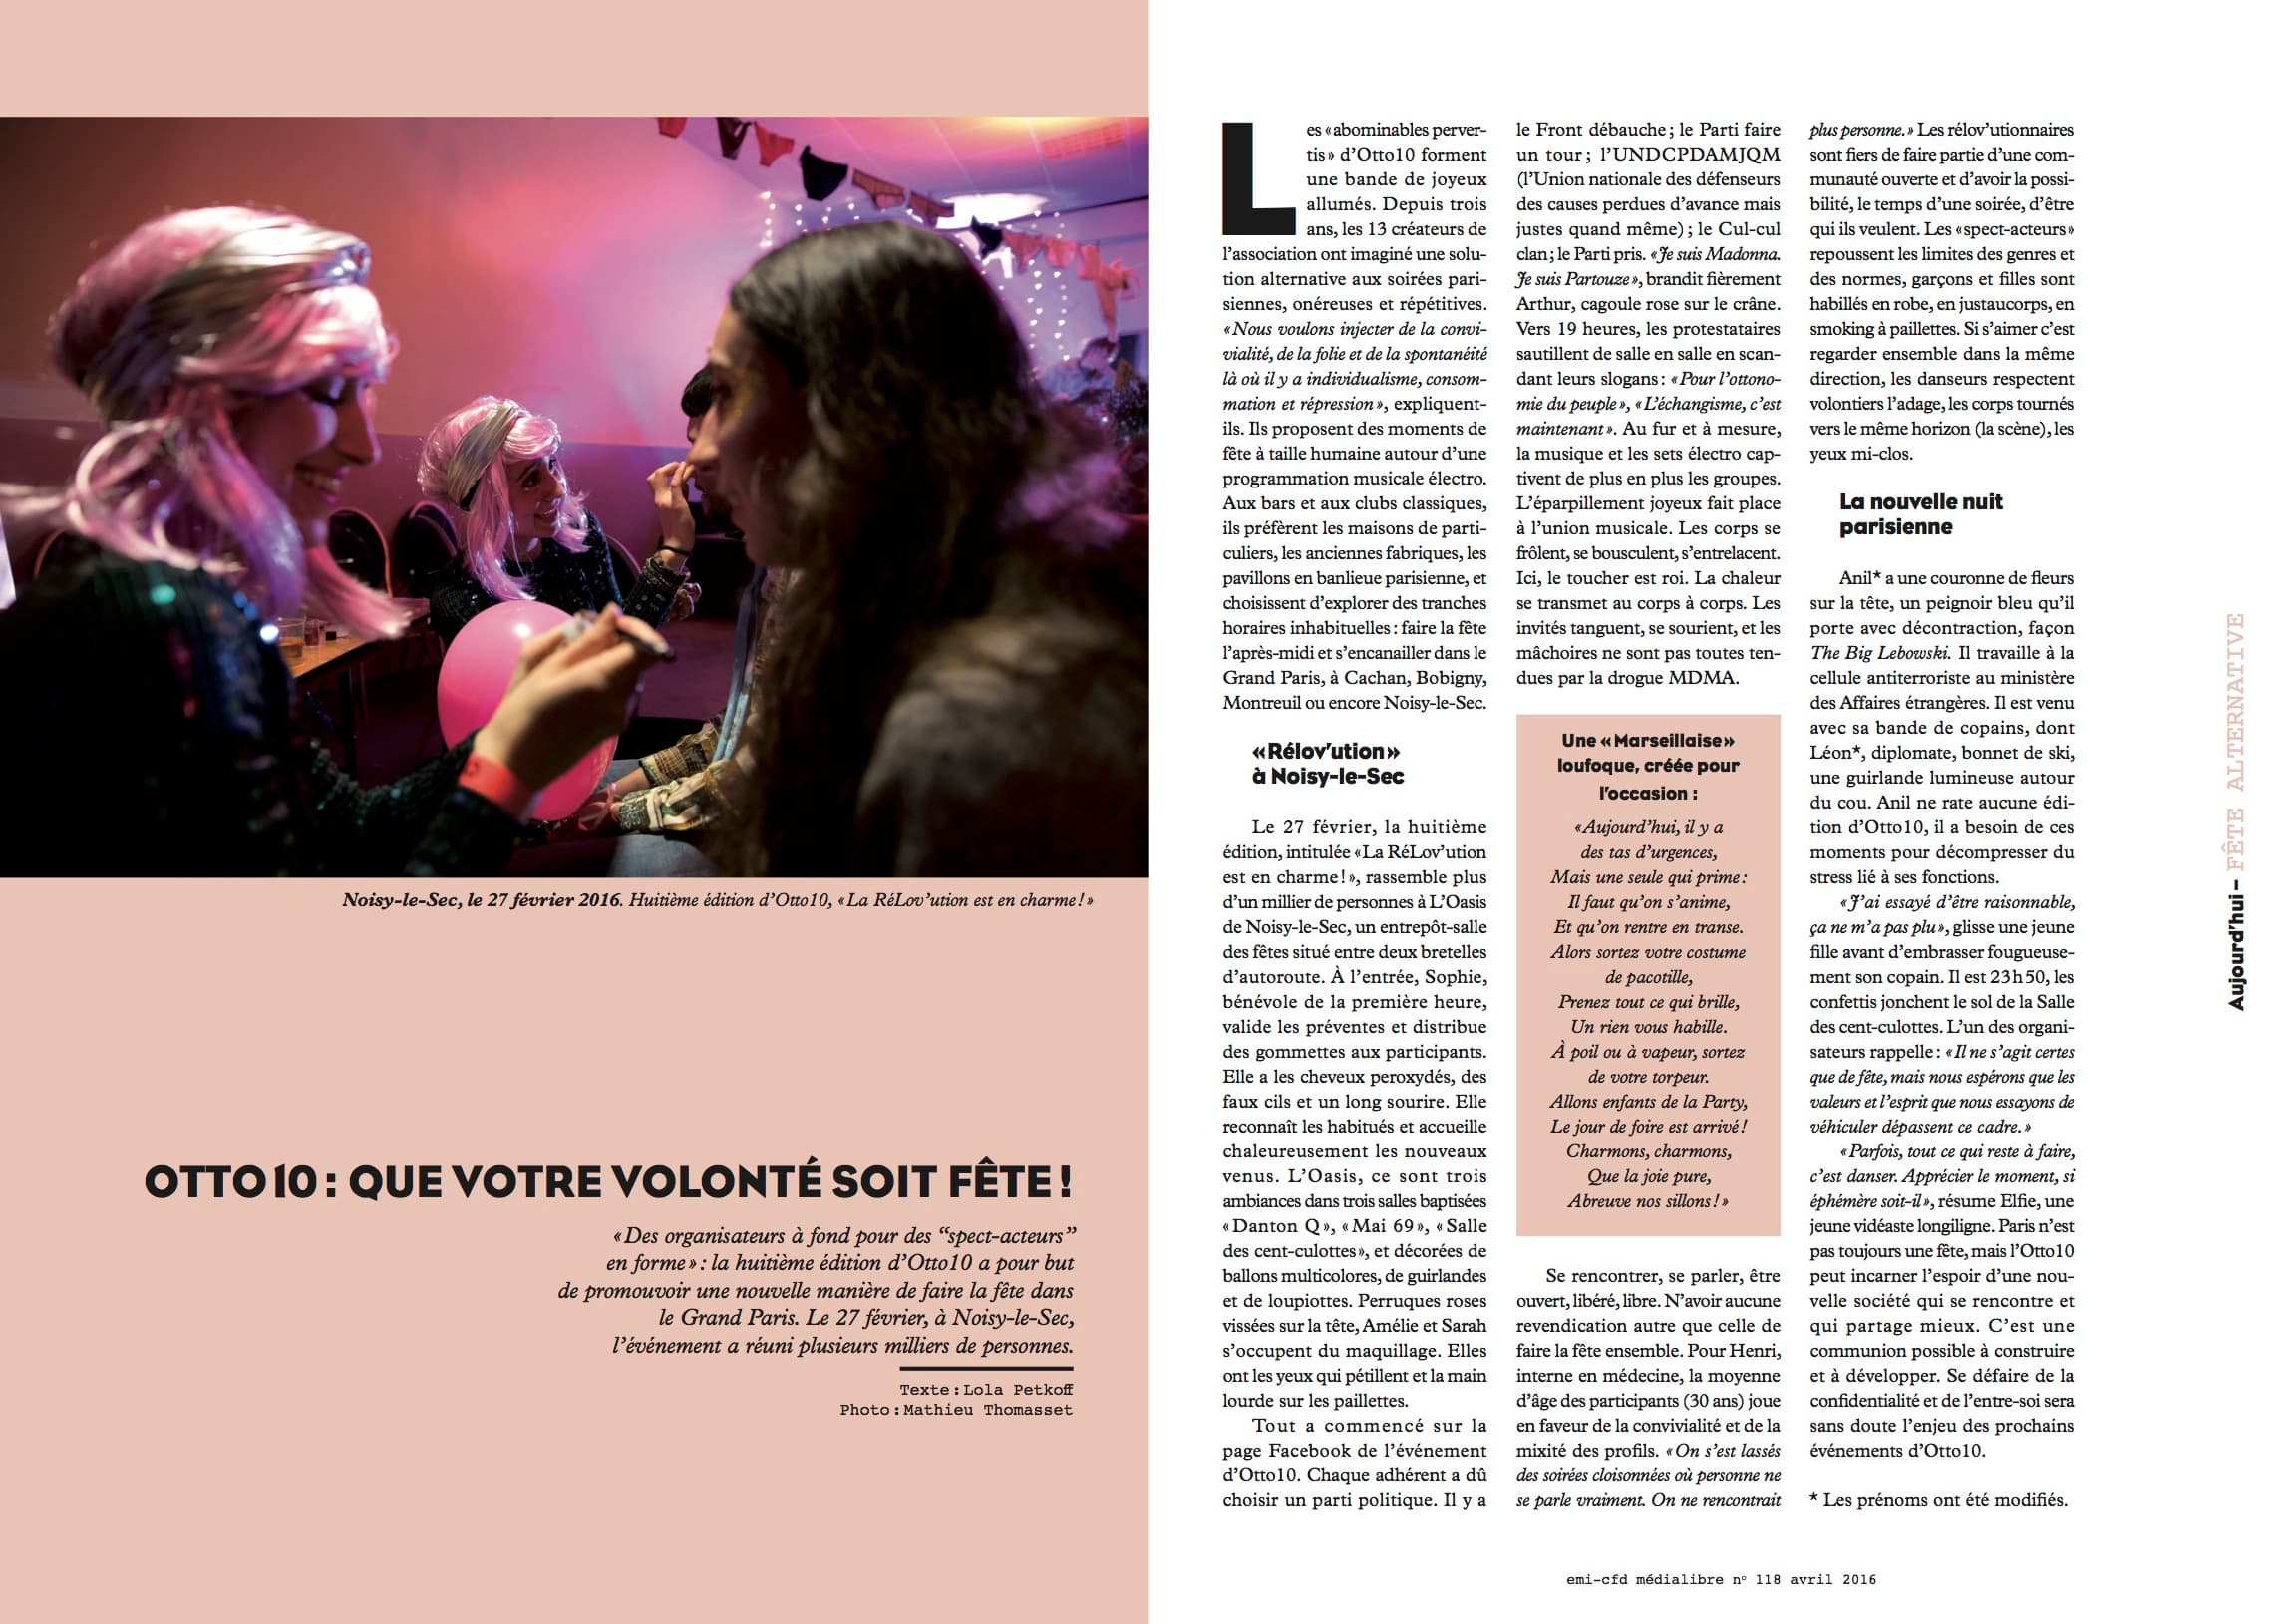 Noisy-le-Sec, le 27 février 2016. Huitième édition d’Otto10, « La RéLov’ution est en charme ! »
OTTO 10 : QUE VOTRE VOLONTÉ SOIT FÊTE !
« Des organisateurs à fond pour des “spect-acteurs”
en forme » : la huitième édition d’Otto10 a pour but
de promouvoir une nouvelle manière de faire la fête dans
le Grand Paris. Le 27 février, à Noisy-le-Sec,
l’événement a réuni plusieurs milliers de personnes.
Texte : Lola Petkoff
Photo : Mathieu Thomasset
Les « abominables perver-
tis » d’Otto10 forment
une bande de joyeux
allumés. Depuis trois
ans, les 13 créateurs de
l’association ont imaginé une solu-
tion alternative aux soirées pari-
siennes, onéreuses et répétitives.
« Nous voulons injecter de la convi-
vialité, de la folie et de la spontanéité
là où il y a individualisme, consom-
mation et répression », expliquent-
ils. Ils proposent des moments de
fête à taille humaine autour d’une
programmation musicale électro.
Aux bars et aux clubs classiques,
ils préfèrent les maisons de parti-
culiers, les anciennes fabriques, les
pavillons en banlieue parisienne, et
choisissent d’explorer des tranches
horaires inhabituelles : faire la fête
l’après-midi et s’encanailler dans le
Grand Paris, à Cachan, Bobigny,
Montreuil ou encore Noisy-le-Sec.
« Rélov’ution »
à Noisy-le-Sec
Le 27 février, la huitième
édition, intitulée « La RéLov’ution
est en charme ! », rassemble plus
d’un millier de personnes à L’Oasis
de Noisy-le-Sec, un entrepôt-salle
des fêtes situé entre deux bretelles
d’autoroute. À l’entrée, Sophie,
bénévole de la première heure,
valide les préventes et distribue
des gommettes aux participants.
Elle a les cheveux peroxydés, des
faux cils et un long sourire. Elle
reconnaît les habitués et accueille
chaleureusement les nouveaux
venus. L’Oasis, ce sont trois
ambiances dans trois salles baptisées
« Danton Q », « Mai 69 », « Salle
des cent-culottes », et décorées de
ballons multicolores, de guirlandes
et de loupiottes. Perruques roses
vissées sur la tête, Amélie et Sarah
s’occupent du maquillage. Elles
ont les yeux qui pétillent et la main
lourde sur les paillettes.
Tout a commencé sur la
page Facebook de l’événement
d’Otto10. Chaque adhérent a dû
choisir un parti politique. Il y a
le Front débauche ; le Parti faire
un tour ; l’UNDCPDAMJQM
(l’Union nationale des défenseurs
des causes perdues d’avance mais
justes quand même) ; le Cul-cul
clan ; le Parti pris. « Je suis Madonna.
Je suis Partouze », brandit fièrement
Arthur, cagoule rose sur le crâne.
Vers 19 heures, les protestataires
sautillent de salle en salle en scan-
dant leurs slogans : « Pour l’ottono-
mie du peuple », « L’échangisme, c’est
maintenant ». Au fur et à mesure,
la musique et les sets électro cap-
tivent de plus en plus les groupes.
L’éparpillement joyeux fait place
à l’union musicale. Les corps se
frôlent, se bousculent, s’entrelacent.
Ici, le toucher est roi. La chaleur
se transmet au corps à corps. Les
invités tanguent, se sourient, et les
mâchoires ne sont pas toutes ten-
dues par la drogue MDMA.
Une « Marseillaise »
loufoque, créée pour
l’occasion :
« Aujourd’hui, il y a
des tas d’urgences,
Mais une seule qui prime :
Il faut qu’on s’anime,
Et qu’on rentre en transe.
Alors sortez votre costume
de pacotille,
Prenez tout ce qui brille,
Un rien vous habille.
À poil ou à vapeur, sortez
de votre torpeur.
Allons enfants de la Party,
Le jour de foire est arrivé !
Charmons, charmons,
Que la joie pure,
Abreuve nos sillons ! »
Se rencontrer, se parler, être
ouvert, libéré, libre. N’avoir aucune
revendication autre que celle de
faire la fête ensemble. Pour Henri,
interne en médecine, la moyenne
d’âge des participants (30 ans) joue
en faveur de la convivialité et de la
mixité des profils. « On s’est lassés
des soirées cloisonnées où personne ne
se parle vraiment. On ne rencontrait
plus personne. » Les rélov’utionnaires
sont fiers de faire partie d’une com-
munauté ouverte et d’avoir la possi-
bilité, le temps d’une soirée, d’être
qui ils veulent. Les « spect-acteurs »
repoussent les limites des genres et
des normes, garçons et filles sont
habillés en robe, en justaucorps, en
smoking à paillettes. Si s’aimer c’est
regarder ensemble dans la même
direction, les danseurs respectent
volontiers l’adage, les corps tournés
vers le même horizon (la scène), les
yeux mi-clos.
La nouvelle nuit
parisienne
Anil* a une couronne de fleurs
sur la tête, un peignoir bleu qu’il
porte avec décontraction, façon
The Big Lebowski. Il travaille à la
cellule antiterroriste au ministère
des Affaires étrangères. Il est venu
avec sa bande de copains, dont
Léon*, diplomate, bonnet de ski,
une guirlande lumineuse autour
du cou. Anil ne rate aucune édi-
tion d’Otto10, il a besoin de ces
moments pour décompresser du
stress lié à ses fonctions.
« J’ai essayé d’être raisonnable,
ça ne m’a pas plu », glisse une jeune
fille avant d’embrasser fougueuse-
ment son copain. Il est 23 h 50, les
confettis jonchent le sol de la Salle
des cent-culottes. L’un des organi-
sateurs rappelle : « Il ne s’agit certes
que de fête, mais nous espérons que les
valeurs et l’esprit que nous essayons de
véhiculer dépassent ce cadre. »
« Parfois, tout ce qui reste à faire,
c’est danser. Apprécier le moment, si
éphémère soit-il », résume Elfie, une
jeune vidéaste longiligne. Paris n’est
pas toujours une fête, mais l’Otto10
peut incarner l’espoir d’une nou-
velle société qui se rencontre et
qui partage mieux. C’est une
communion possible à construire
et à développer. Se défaire de la
confidentialité et de l’entre-soi sera
sans doute l’enjeu des prochains
événements d’Otto10.
* Les prénoms ont été modifiés.
Aujourd’hui – FÊTE ALTERNATIVE
emi-cfd médialibre n° 118 avril 2016